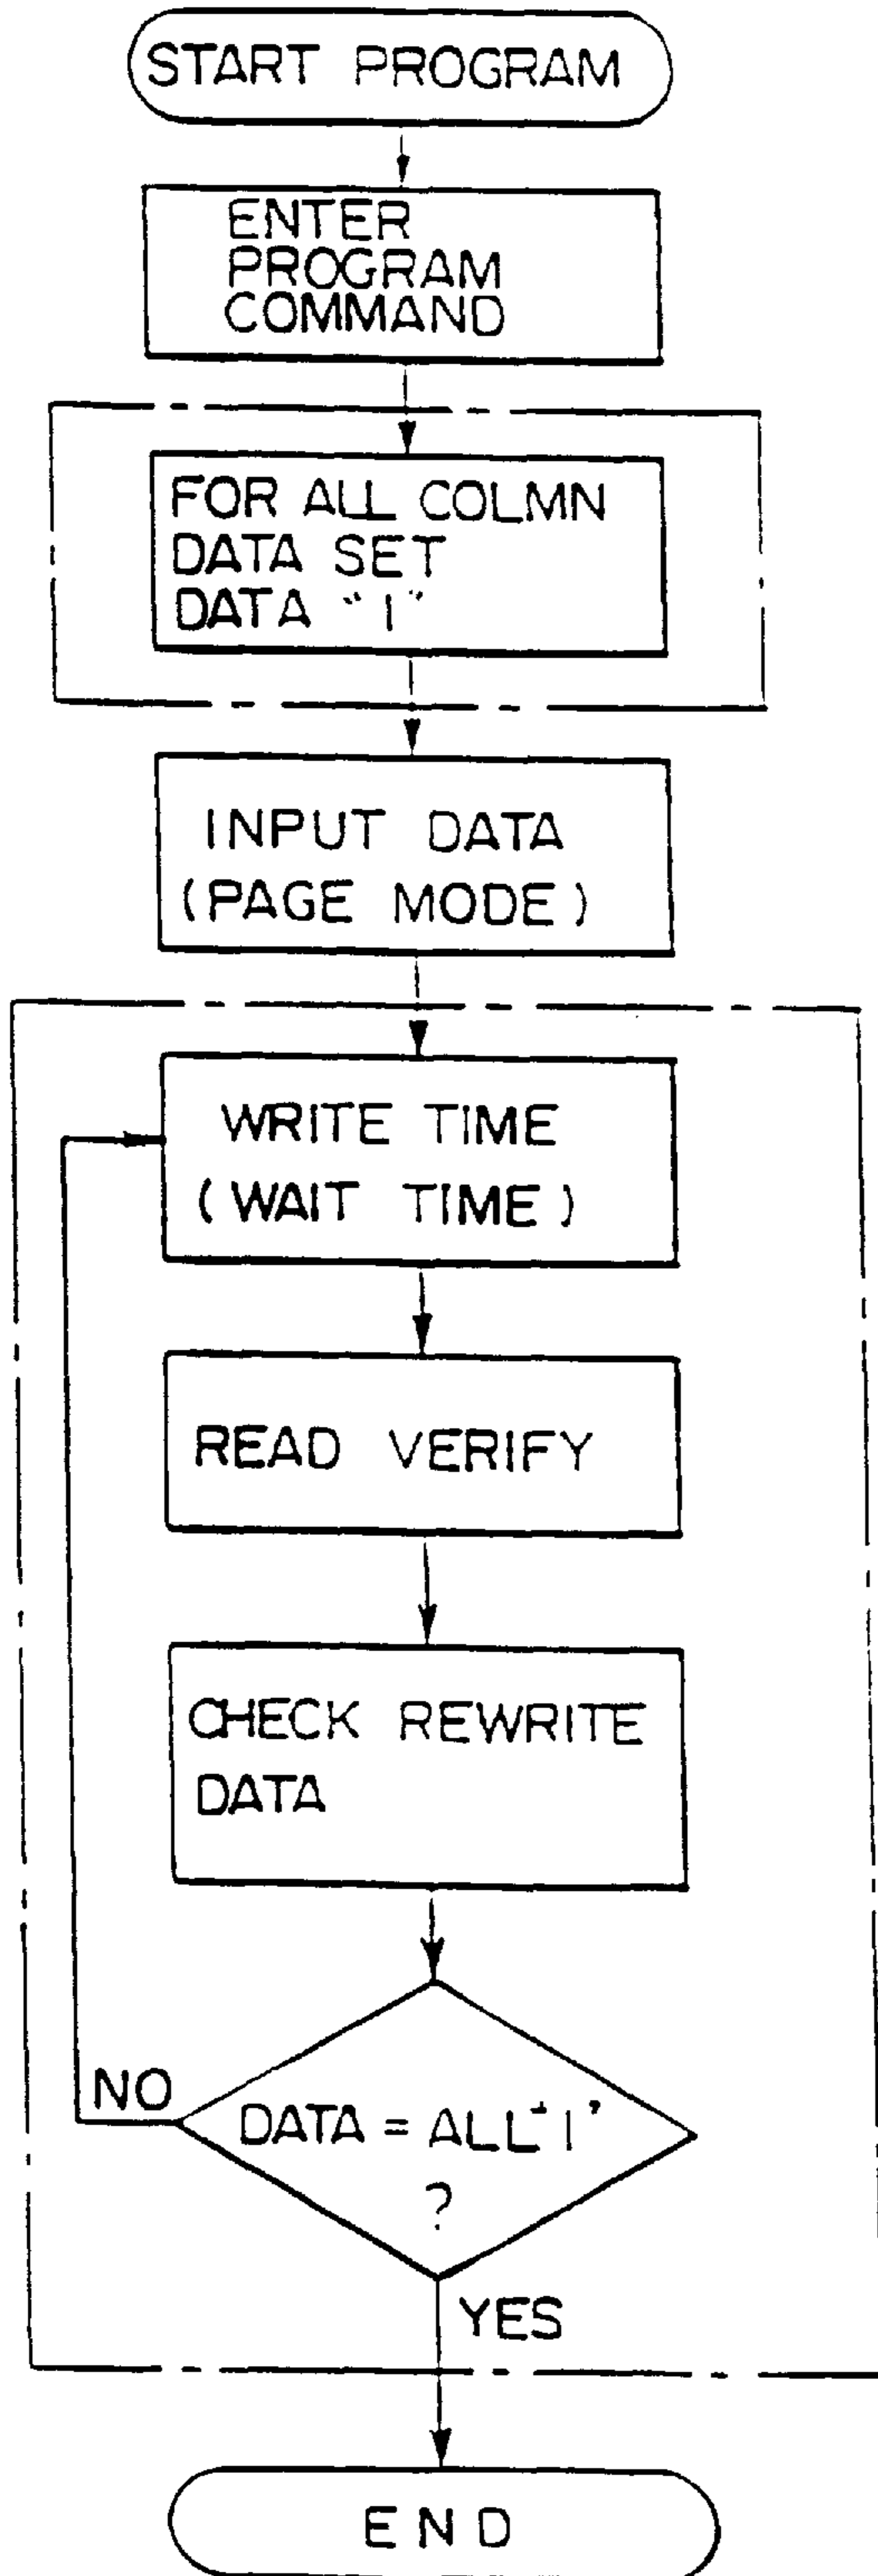 START PROGRAM
ENTER
PROGRAM
COMMAND
FOR ALL COLMN
DATA SET
DATA "1"
INPUT DATA
(PAGE MODE)
WRITE TIME
(WAIT TIME)
READ VERIFY
CHECK REWRITE
DATA
NO
DATA = ALL "1"
?
YES
END